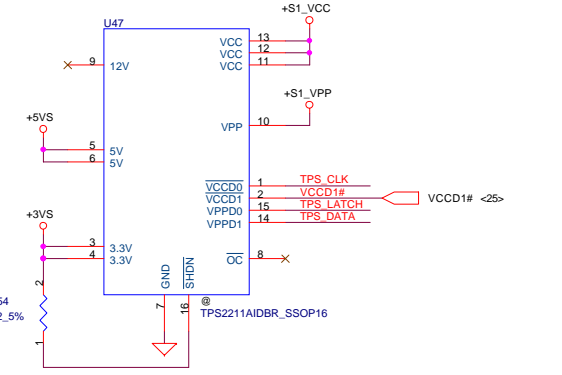 +S1_VCC
U47
VCC 13
VCC 12
9 12V
VCC 11
+S1_VPP
+5VS
VPP 10
5 5V
6 5V
VCCD0 1 TPS_CLK
VCCD1 2 VCCD1# VCCD1# <25>
VPPD0 15 TPS_LATCH
VPPD1 14 TPS_DATA
+3VS
3 3.3V
4 3.3V
OC 8
GND
SHDN
2
7
16
@
TPS2211AIDBR_SSOP16
64
2_5%
1